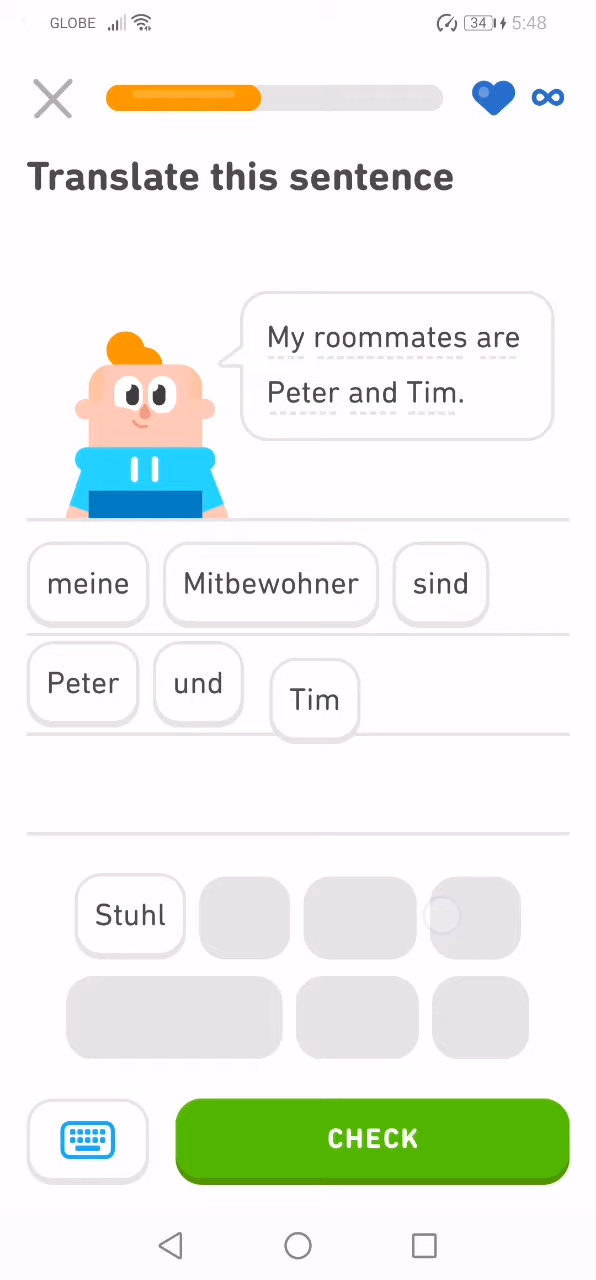 GLOBE 34 5:48
Translate this sentence
My roommates are
Peter and Tim.
meine Mitbewohner sind
Peter und Tim
Stuhl
CHECK